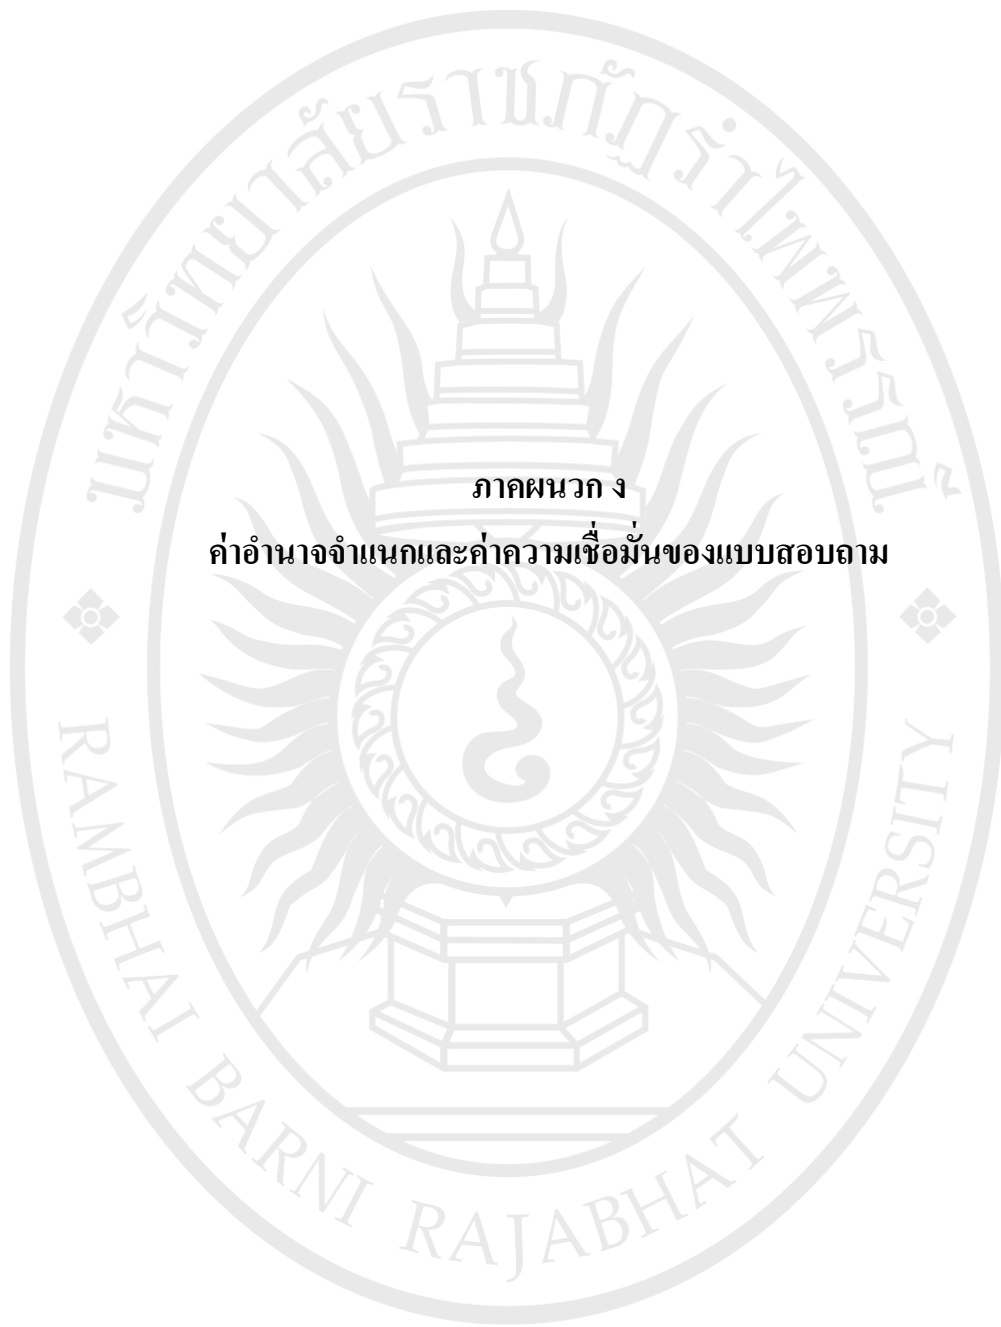 มหาวิทยาลัยราชภัฏรำไพพรรณี
ภาคผนวก ง
ค่าอำนาจจำแนกและค่าความเชื่อมั่นของแบบสอบถาม
RAMBHAI BARNI RAJABHAT UNIVERSITY